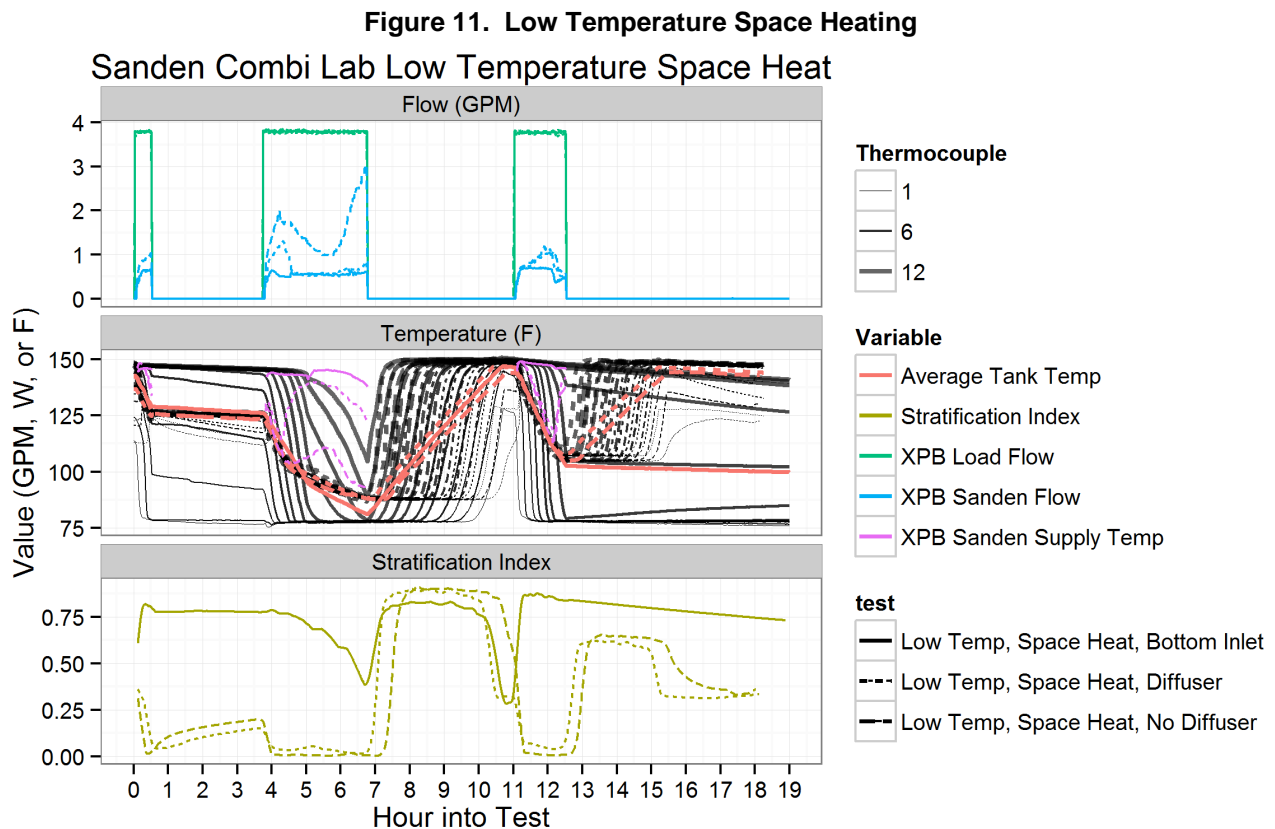 Figure 11.  Low Temperature Space Heating
Sanden Combi Lab Low Temperature Space Heat
Flow (GPM)
4
3
2
1
0
Temperature (F)
150
125
100
75
Stratification Index
0.75
0.50
0.25
0.00
0 1 2 3 4 5 6 7 8 9 10 11 12 13 14 15 16 17 18 19
Hour into Test
Value (GPM, W, or F)
Thermocouple
1
6
12
Variable
Average Tank Temp
Stratification Index
XPB Load Flow
XPB Sanden Flow
XPB Sanden Supply Temp
test
Low Temp, Space Heat, Bottom Inlet
Low Temp, Space Heat, Diffuser
Low Temp, Space Heat, No Diffuser